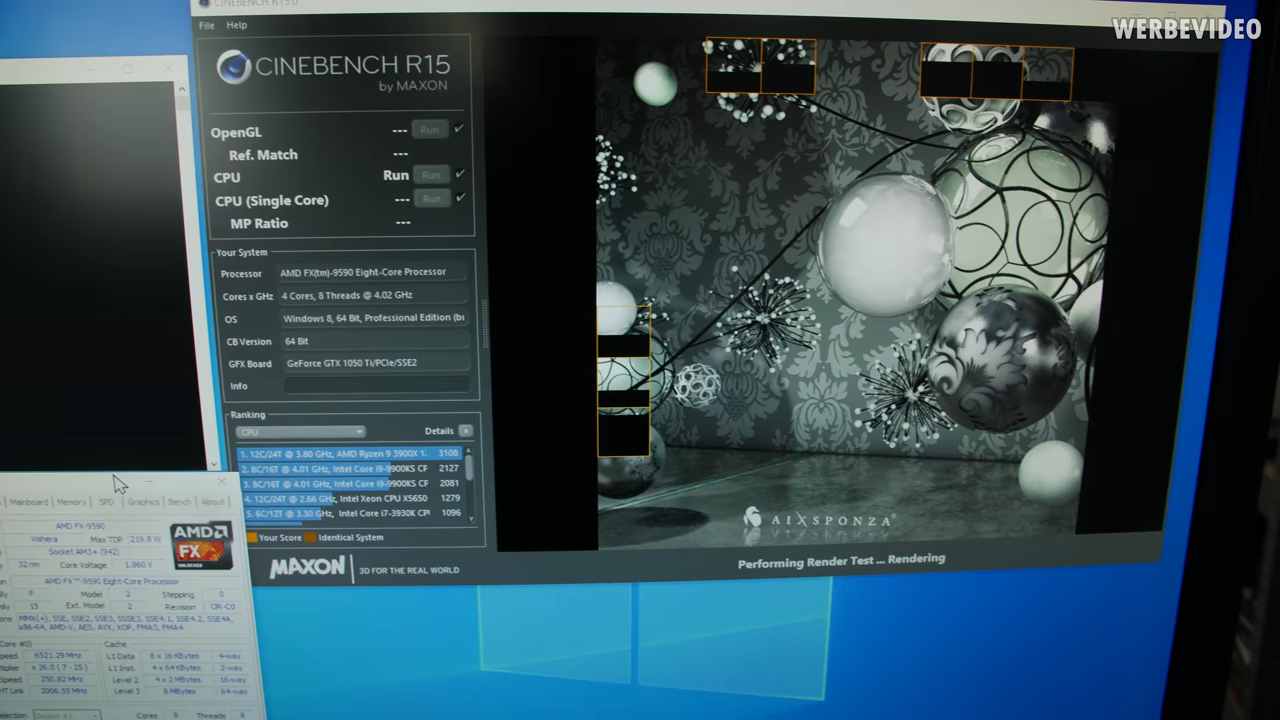 CINEBENCH R15.0
WERBEVIDEO
File Help
CINEBENCH R15
by MAXON
OpenGL --- Run
Ref. Match ---
CPU Run Run
CPU (Single Core) --- Run
MP Ratio ---
Your System
Processor AMD FX(tm)-9590 Eight-Core Processor
Cores x GHz 4 Cores, 8 Threads @ 4.02 GHz
OS Windows 8, 64 Bit, Professional Edition (bu
CB Version 64 Bit
GFX Board GeForce GTX 1050 Ti/PCIe/SSE2
Info
Ranking
CPU Details
1. 12C/24T @ 3.80 GHz, AMD Ryzen 9 3900X 1: 3108
2. 8C/16T @ 4.01 GHz, Intel Core i9-9900KS CF 2127
3. 8C/16T @ 4.01 GHz, Intel Core i9-9900KS CF 2081
4. 12C/24T @ 2.66 GHz, Intel Xeon CPU X5650 1279
5. 6C/12T @ 3.30 GHz, Intel Core i7-3930K CPU 1096
Your Score Identical System
MAXON 3D FOR THE REAL WORLD
AIXSPONZA
Performing Render Test ... Rendering
Mainboard Memory SPD Graphics Bench About
AMD FX-9590
Vishera Max TDP 219.8 W
Socket AM3+ (942)
32 nm Core Voltage 1.860 V
AMD FX UNLOCKED
AMD FX™-9590 Eight-Core Processor
F Model 2 Stepping 0
15 Ext. Model 2 Revision OR-C0
MMX(+), SSE, SSE2, SSE3, SSSE3, SSE4.1, SSE4.2, SSE4A,
x86-64, AMD-V, AES, AVX, XOP, FMA3, FMA4
Core #0) Cache
6521.29 MHz L1 Data 8 x 16 KBytes 4-way
x 26.0 ( 7 - 25 ) L1 Inst. 4 x 64 KBytes 2-way
250.82 MHz Level 2 4 x 2 MBytes 16-way
2006.53 MHz Level 3 8 MBytes 64-way
Socket #1 Cores 8 Threads 8